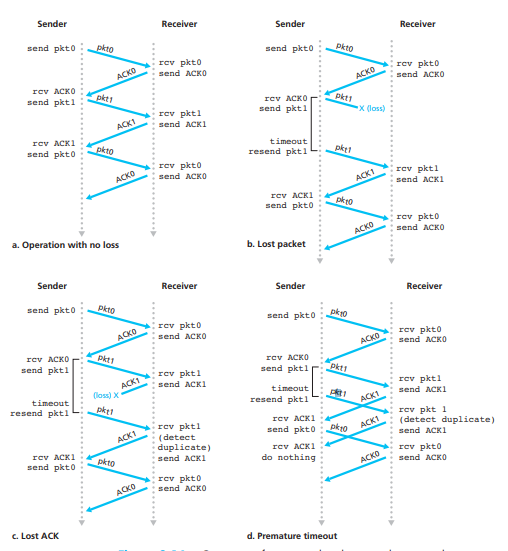 Sender
Receiver
send pkt0
pkt0
rcv pkt0
send ACK0
ACK0
rcv ACK0
send pkt1
pkt1
rcv pkt1
send ACK1
ACK1
rcv ACK1
send pkt0
pkt0
rcv pkt0
send ACK0
ACK0
a. Operation with no loss
Sender
Receiver
send pkt0
pkt0
rcv pkt0
send ACK0
ACK0
rcv ACK0
send pkt1
pkt1
X (loss)
timeout
resend pkt1
pkt1
rcv pkt1
send ACK1
ACK1
rcv ACK1
send pkt0
pkt0
rcv pkt0
send ACK0
ACK0
b. Lost packet
Sender
Receiver
send pkt0
pkt0
rcv pkt0
send ACK0
ACK0
rcv ACK0
send pkt1
pkt1
rcv pkt1
send ACK1
ACK1
(loss) X
timeout
resend pkt1
pkt1
rcv pkt1
(detect
duplicate)
send ACK1
ACK1
rcv ACK1
send pkt0
pkt0
rcv pkt0
send ACK0
ACK0
c. Lost ACK
Sender
Receiver
send pkt0
pkt0
rcv pkt0
send ACK0
ACK0
rcv ACK0
send pkt1
pkt1
rcv pkt1
send ACK1
ACK1
timeout
resend pkt1
rcv pkt 1
(detect duplicate)
send ACK1
ACK1
rcv ACK1
send pkt0
pkt0
rcv pkt0
send ACK0
ACK0
rcv ACK1
do nothing
d. Premature timeout